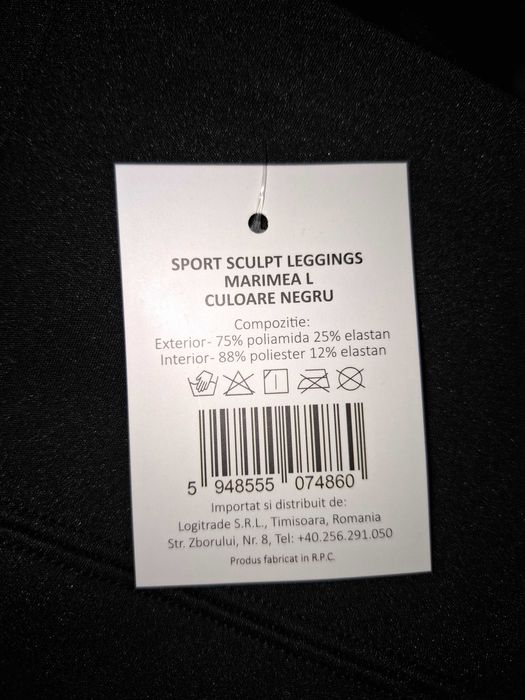 SPORT SCULPT LEGGINGS
MARIMEA L
CULOARE NEGRU
Compozitie:
Exterior- 75% poliamida 25% elastan
Interior- 88% poliester 12% elastan
5 948555 074860
Importat si distribuit de:
Logitrade S.R.L., Timisoara, Romania
Str. Zborului, Nr. 8, Tel: +40.256.291.050
Produs fabricat in R.P.C.